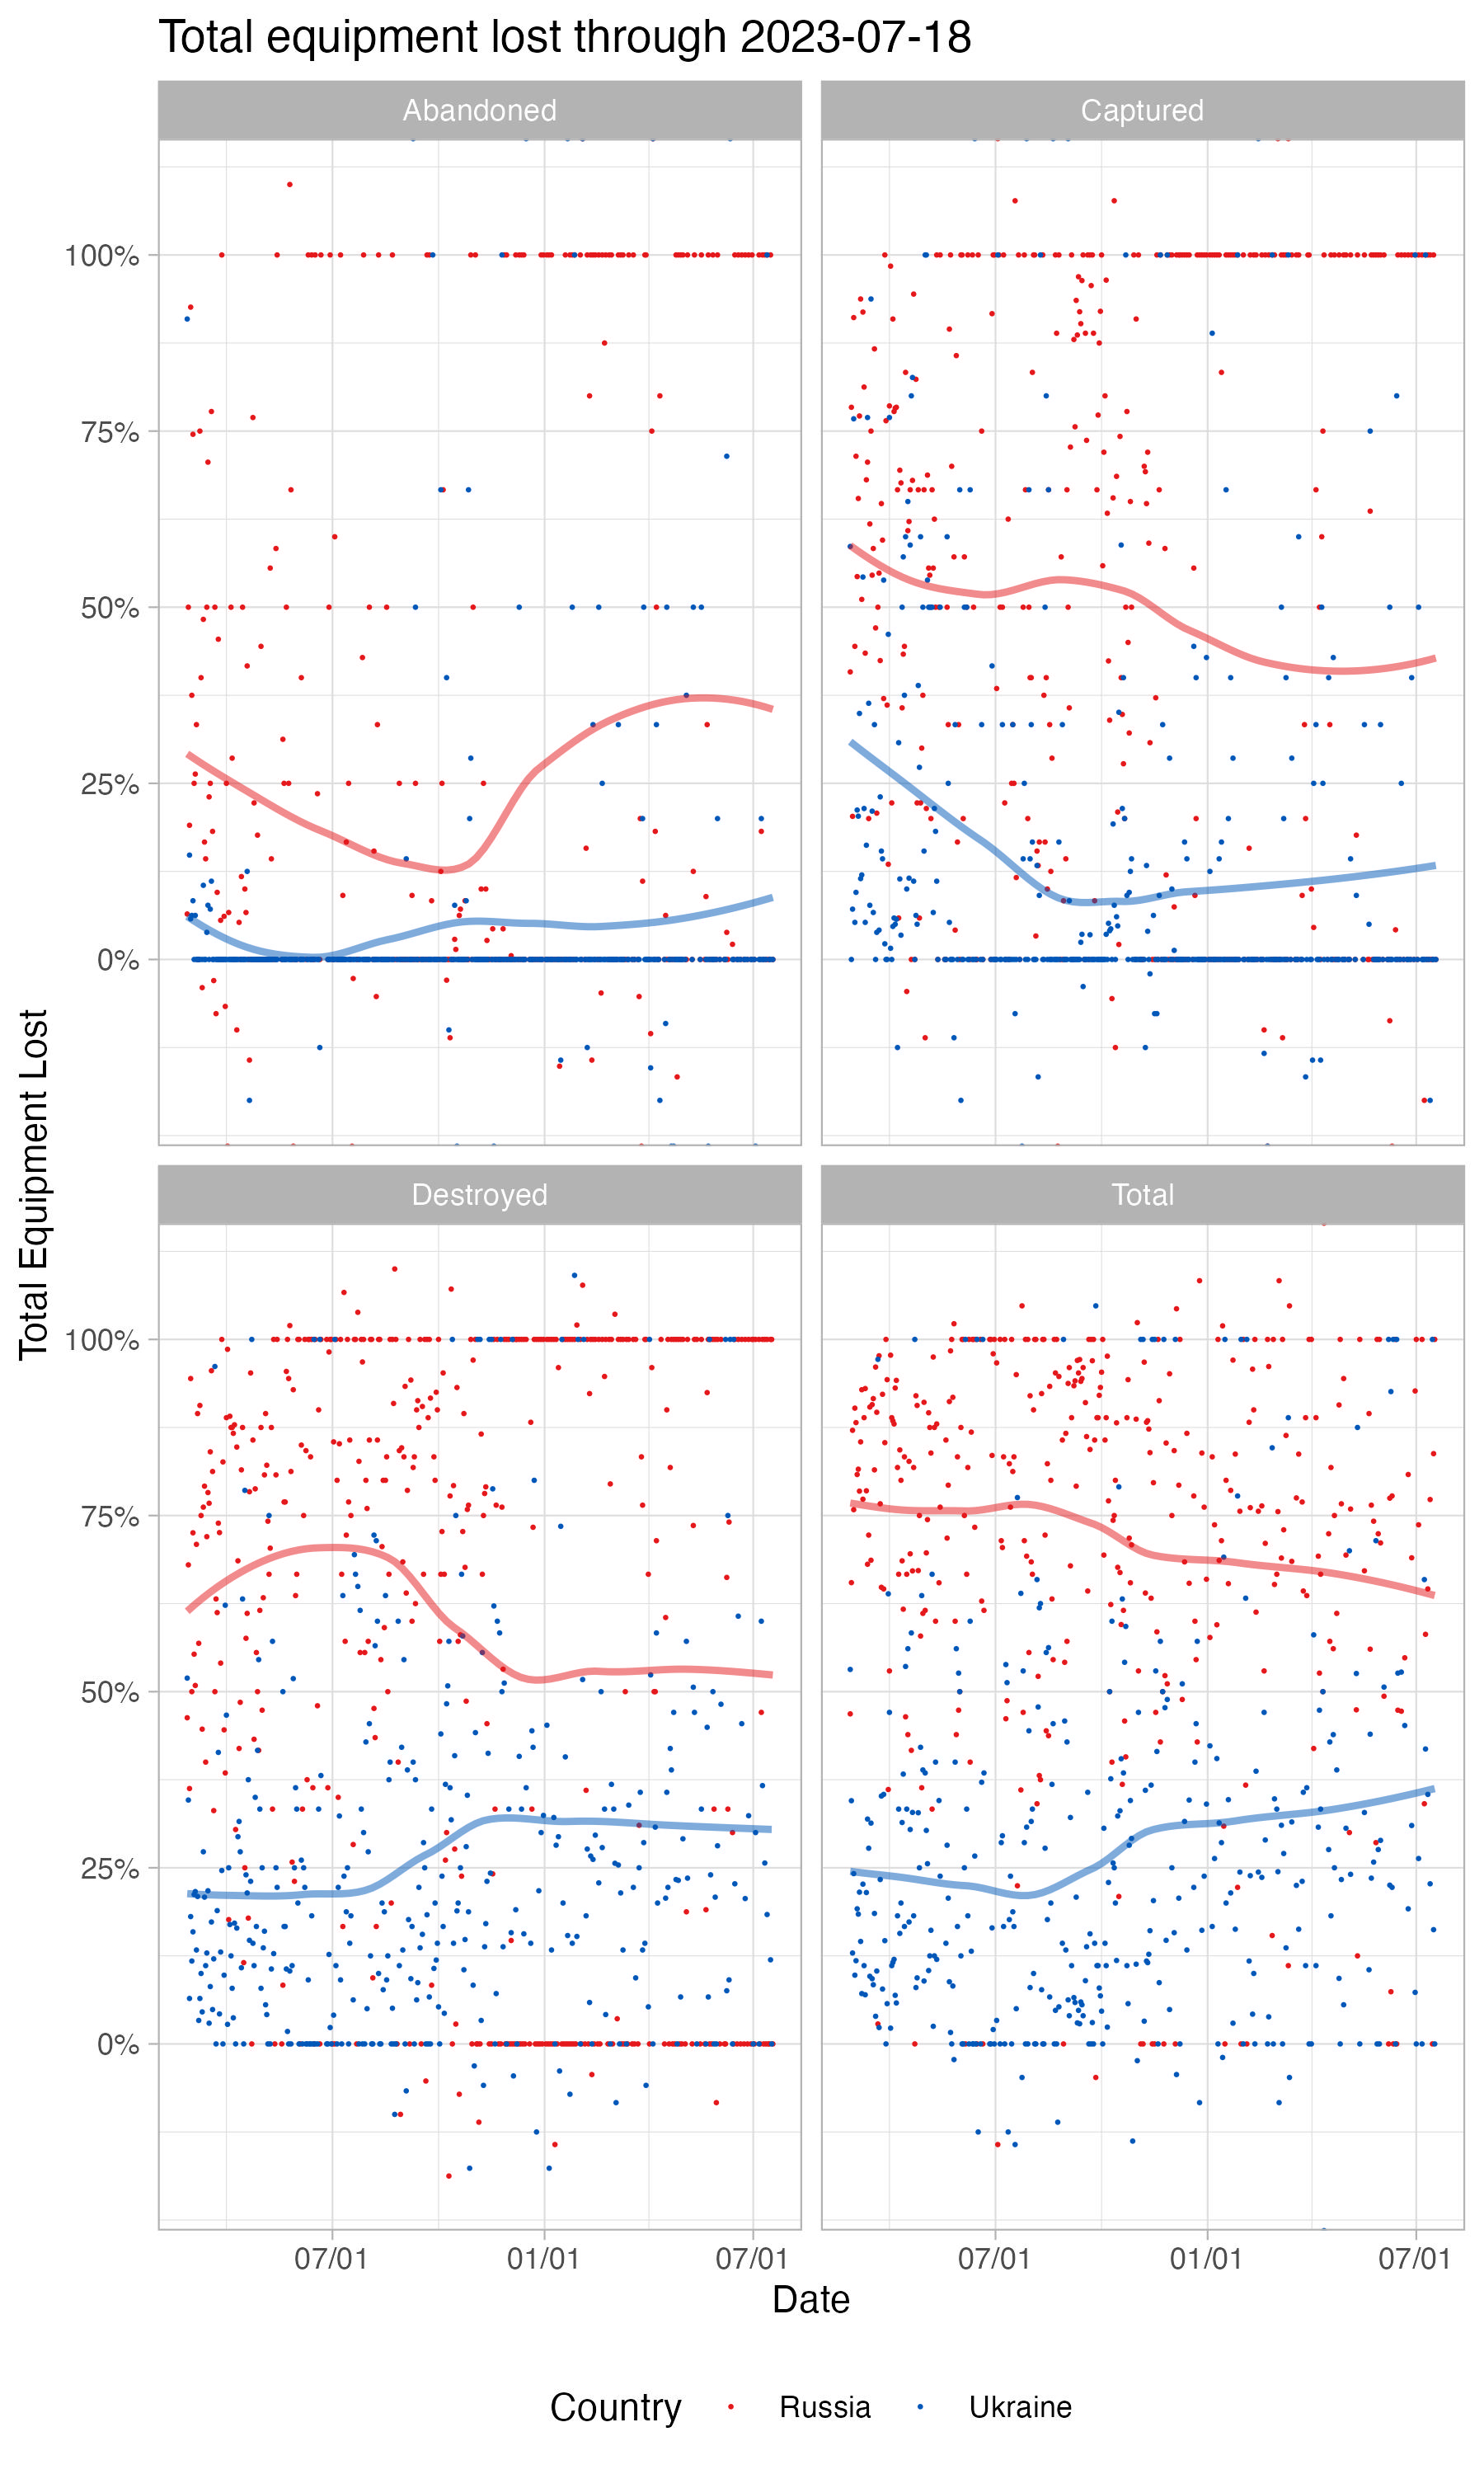 Total equipment lost through 2023-07-18
Abandoned
Captured
100%
75%
50%
25%
0%
Total Equipment Lost
Destroyed
Total
100%
75%
50%
25%
0%
07/01
01/01
07/01
07/01
01/01
07/01
Date
Country
Russia
Ukraine